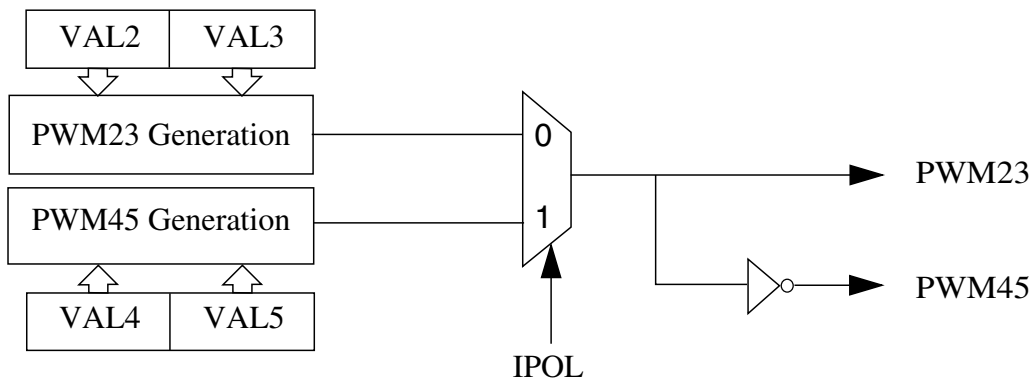 VAL2 VAL3
PWM23 Generation
0
PWM23
PWM45 Generation
1
VAL4 VAL5
PWM45
IPOL